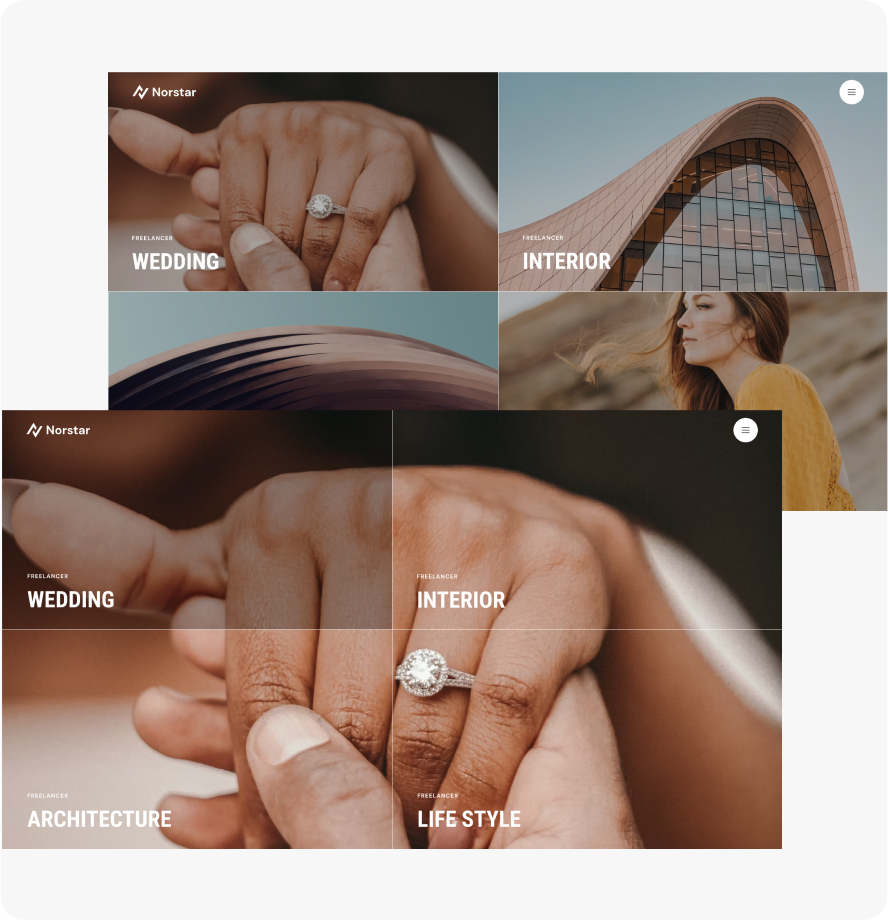 Norstar
FREELANCER
WEDDING
FREELANCER
INTERIOR
Norstar
FREELANCER
WEDDING
FREELANCER
INTERIOR
FREELANCER
ARCHITECTURE
FREELANCER
LIFE STYLE